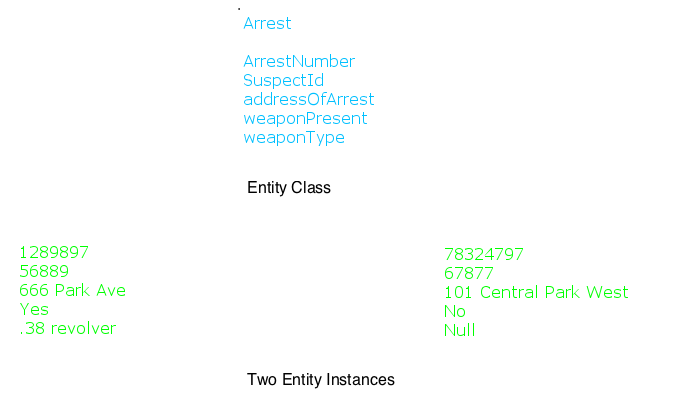 Arrest
ArrestNumber
SuspectId
addressOfArrest
weaponPresent
weaponType
Entity Class
1289897
56889
666 Park Ave
Yes
.38 revolver
78324797
67877
101 Central Park West
No
Null
Two Entity Instances